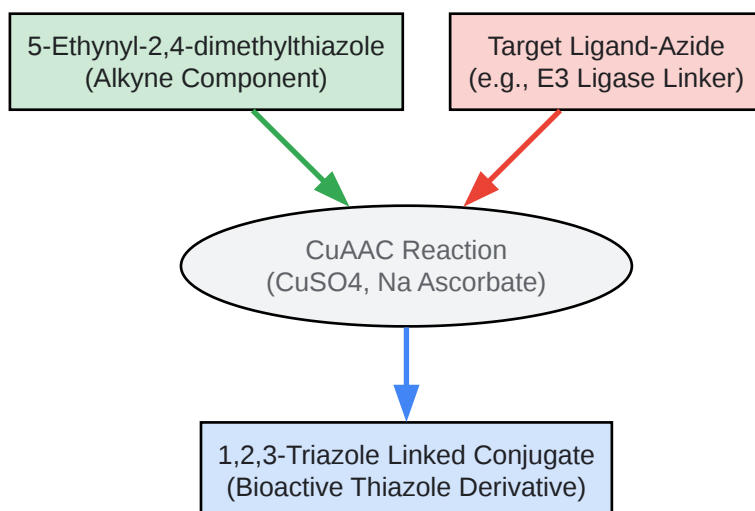 5-Ethynyl-2,4-dimethylthiazole
(Alkyne Component)
Target Ligand-Azide
(e.g., E3 Ligase Linker)
CuAAC Reaction
(CuSO4, Na Ascorbate)
1,2,3-Triazole Linked Conjugate
(Bioactive Thiazole Derivative)